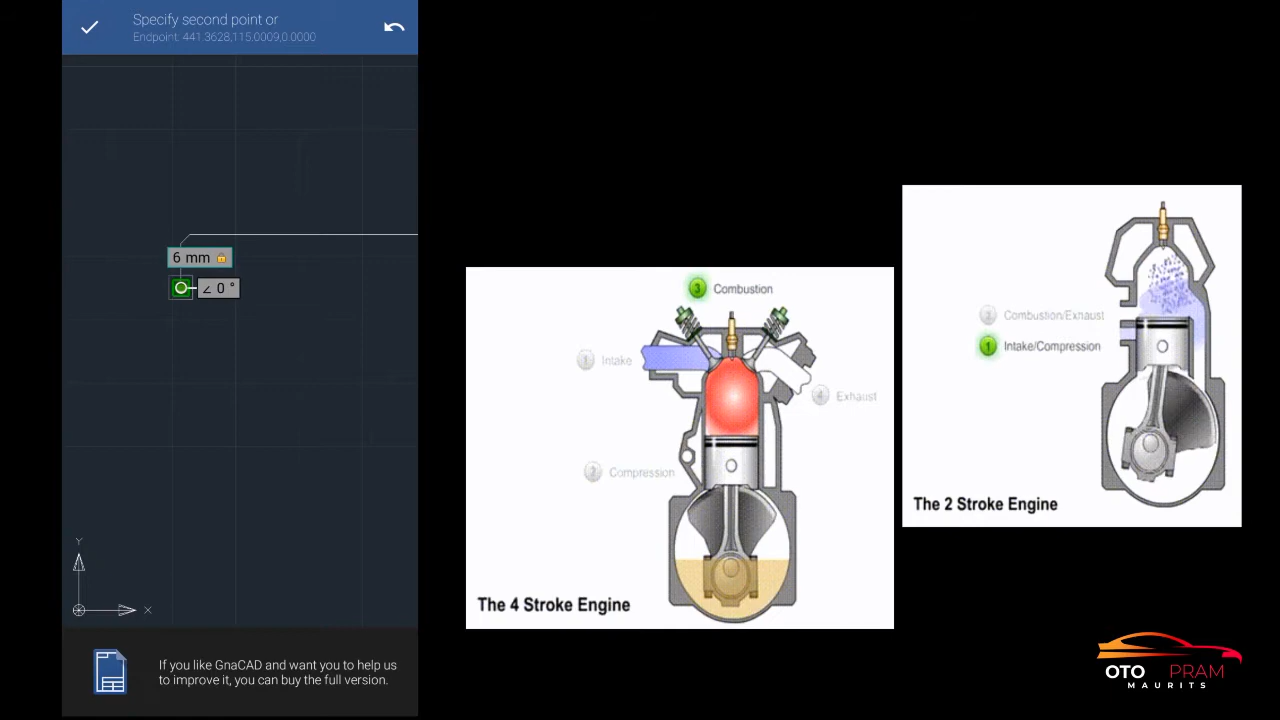 Specify second point or
Endpoint: 441.3628,115.0009,0.0000
6 mm
∠ 0 °
Y
X
If you like GnaCAD and want you to help us
to improve it, you can buy the full version.
3 Combustion
1 Intake
4 Exhaust
2 Compression
The 4 Stroke Engine
2 Combustion/Exhaust
1 Intake/Compression
The 2 Stroke Engine
OTO PRAM
MAURITS